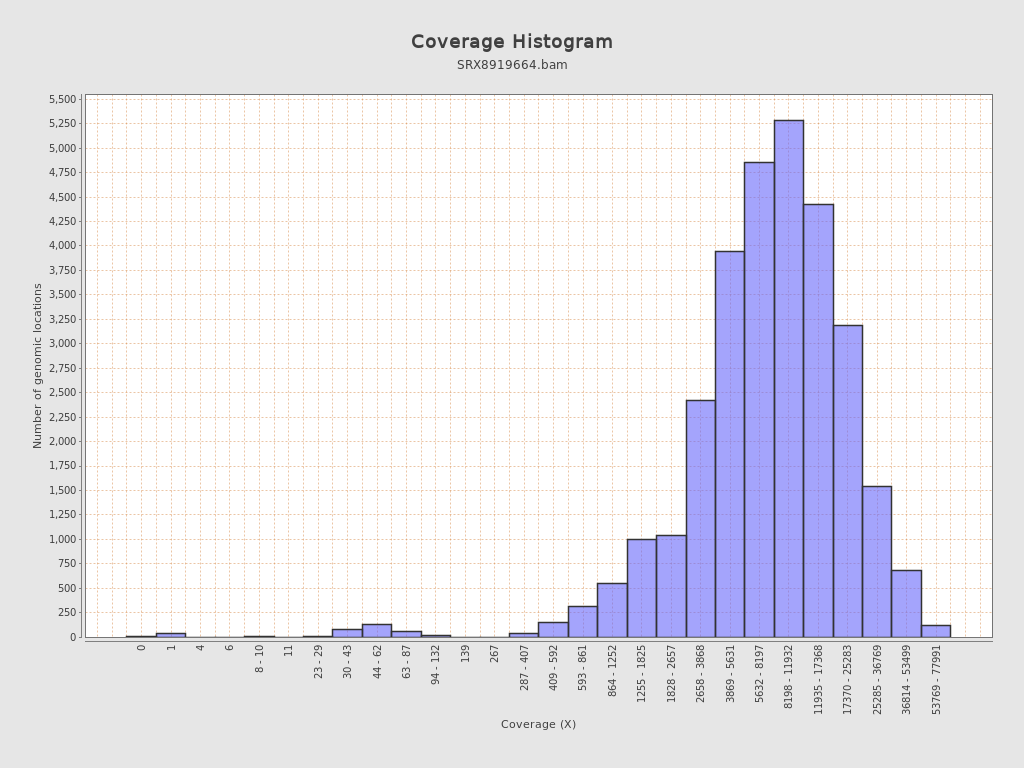 Coverage Histogram
SRX8919664.bam
Number of genomic locations
5,500
5,250
5,000
4,750
4,500
4,250
4,000
3,750
3,500
3,250
3,000
2,750
2,500
2,250
2,000
1,750
1,500
1,250
1,000
750
500
250
0
0
1
4
6
8 - 10
11
23 - 29
30 - 43
44 - 62
63 - 87
94 - 132
139
267
287 - 407
409 - 592
593 - 861
864 - 1252
1255 - 1825
1828 - 2657
2658 - 3868
3869 - 5631
5632 - 8197
8198 - 11932
11935 - 17368
17370 - 25283
25285 - 36769
36814 - 53499
53769 - 77991
Coverage (X)